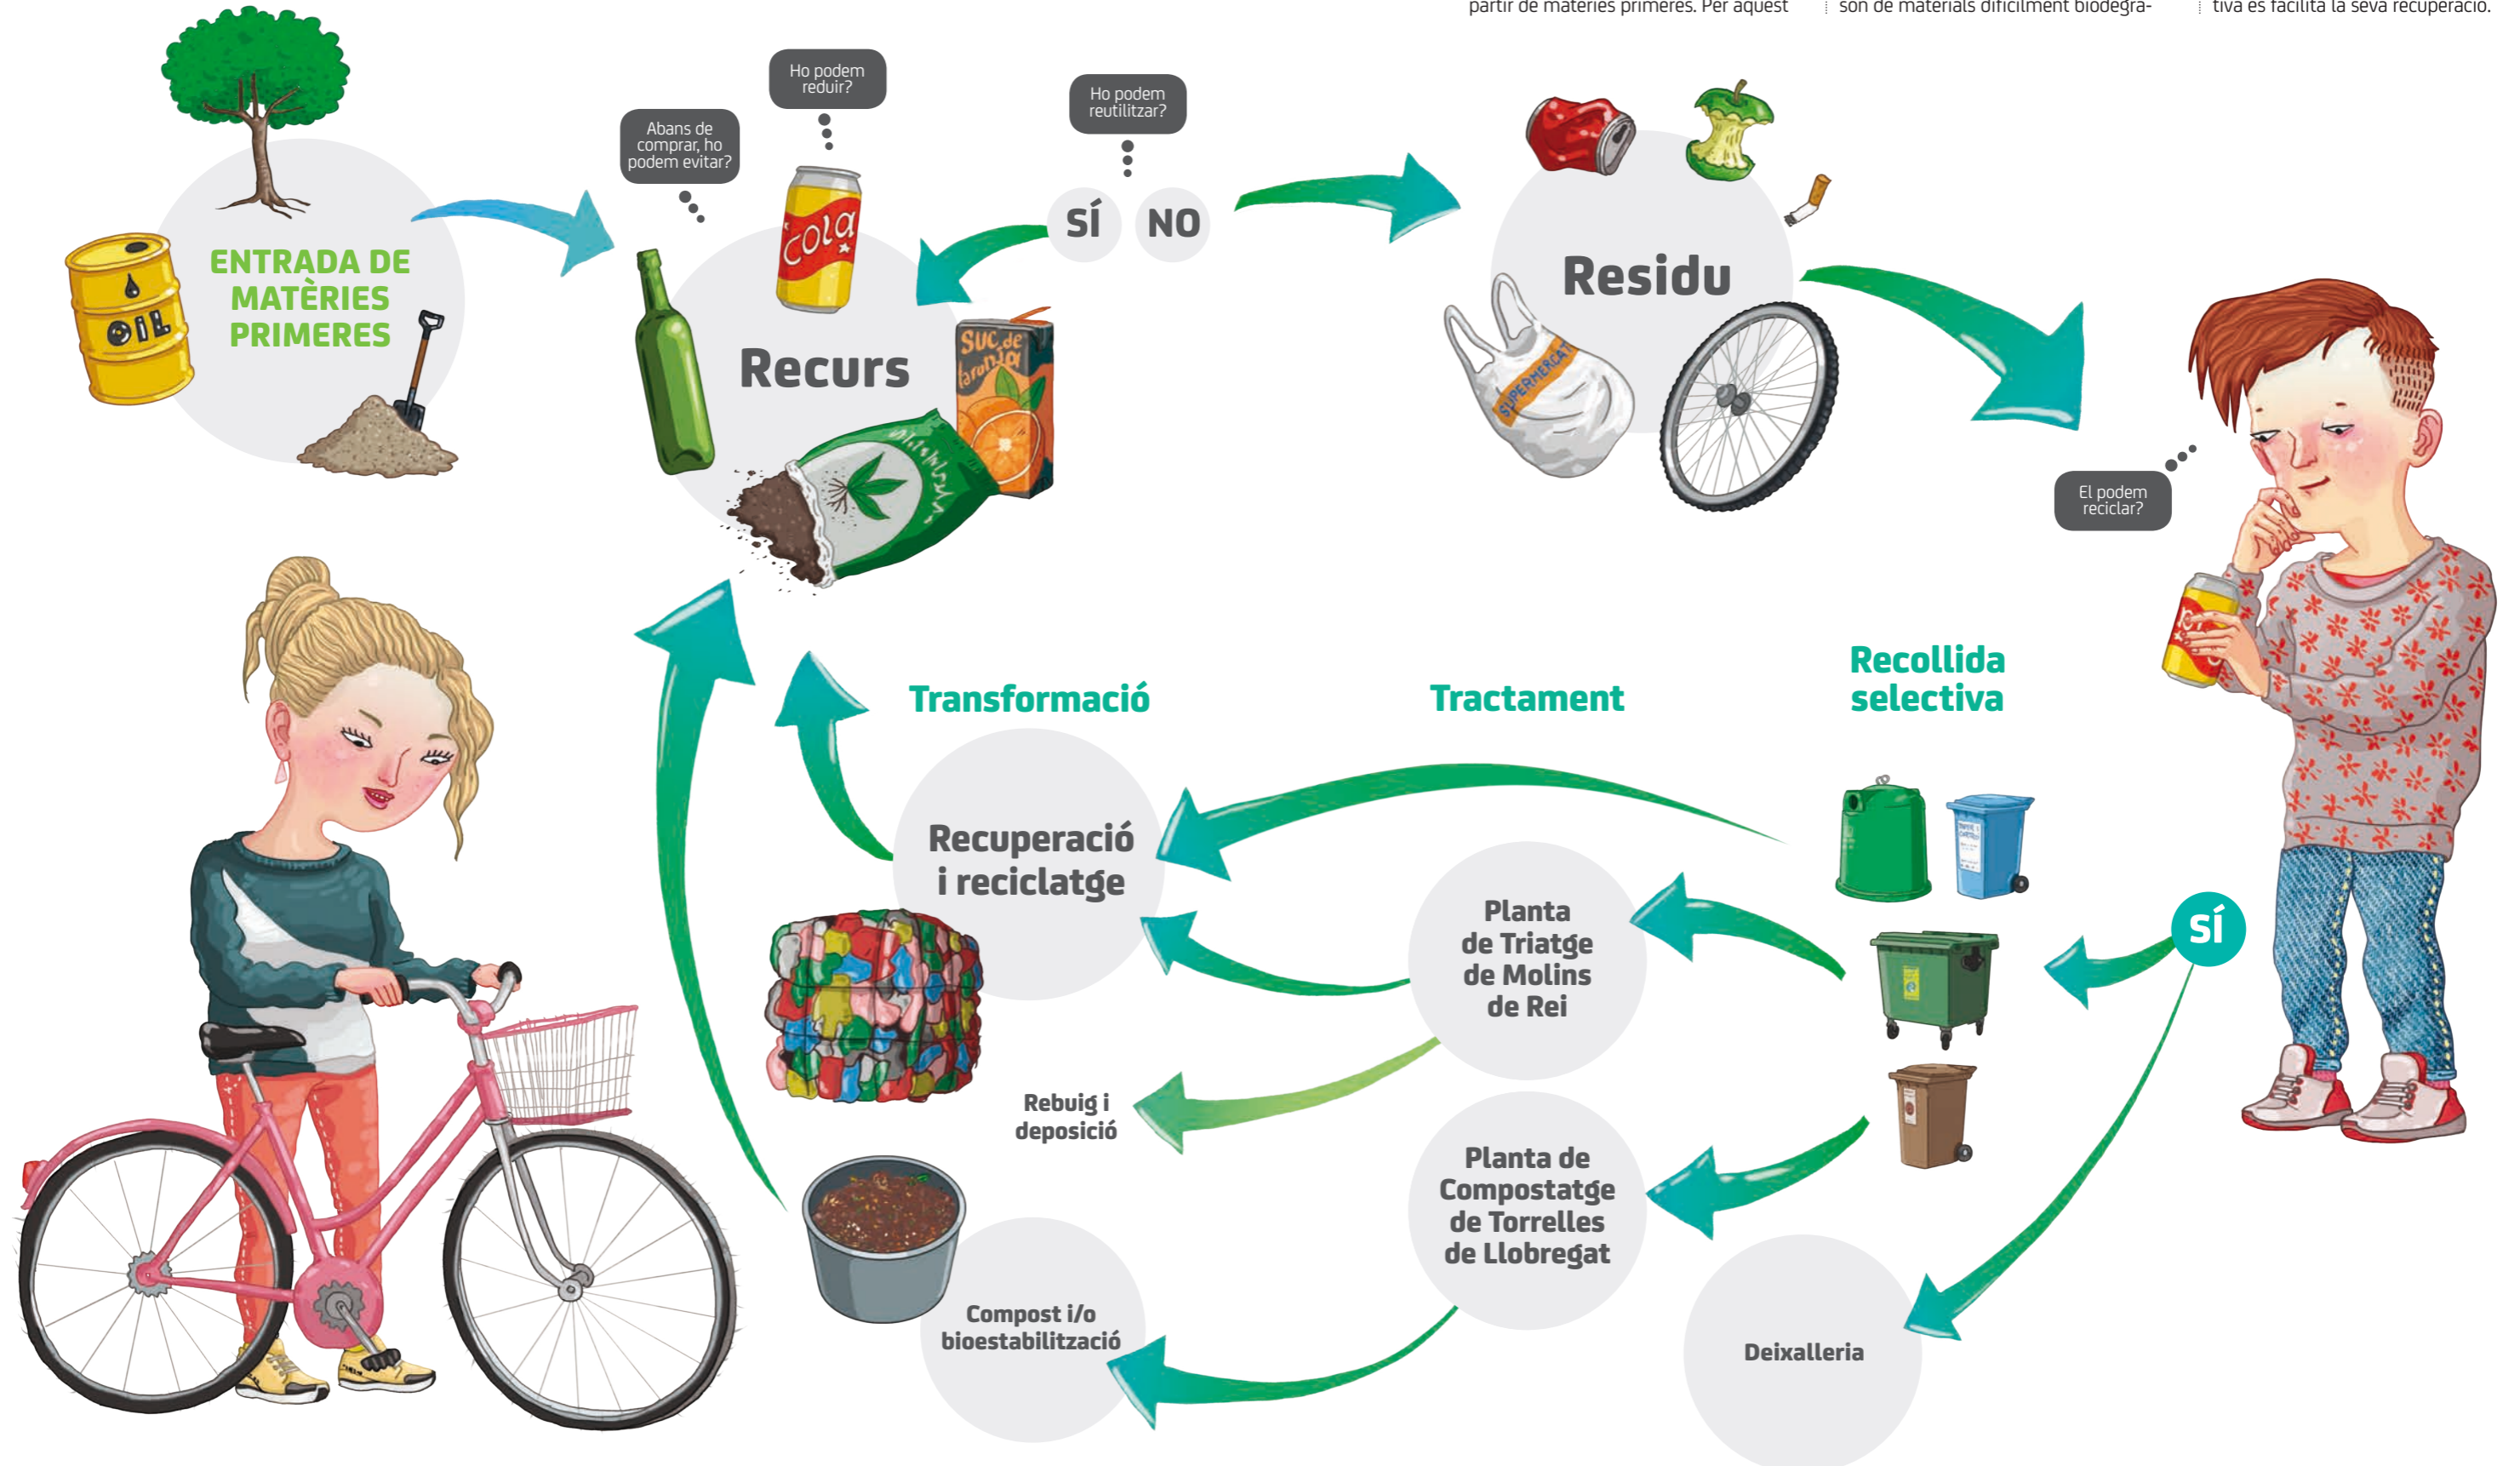 partir de matèries primeres. Per aquest
són de materials difícilment biodegra-
tiva es facilita la seva recuperació.
Ho podem
reduir?
Ho podem
reutilitzar?
Abans de
comprar, ho
podem evitar?
SÍ
NO
cola
ENTRADA DE
MATÈRIES
PRIMERES
OIL
Recurs
Suc de
taronja
Residu
SUPERMERCAT
El podem
reciclar?
Transformació
Tractament
Recollida
selectiva
Recuperació
i reciclatge
Planta
de Triatge
de Molins
de Rei
SÍ
Rebuig i
deposició
Planta de
Compostatge
de Torrelles
de Llobregat
Compost i/o
bioestabilització
Deixalleria